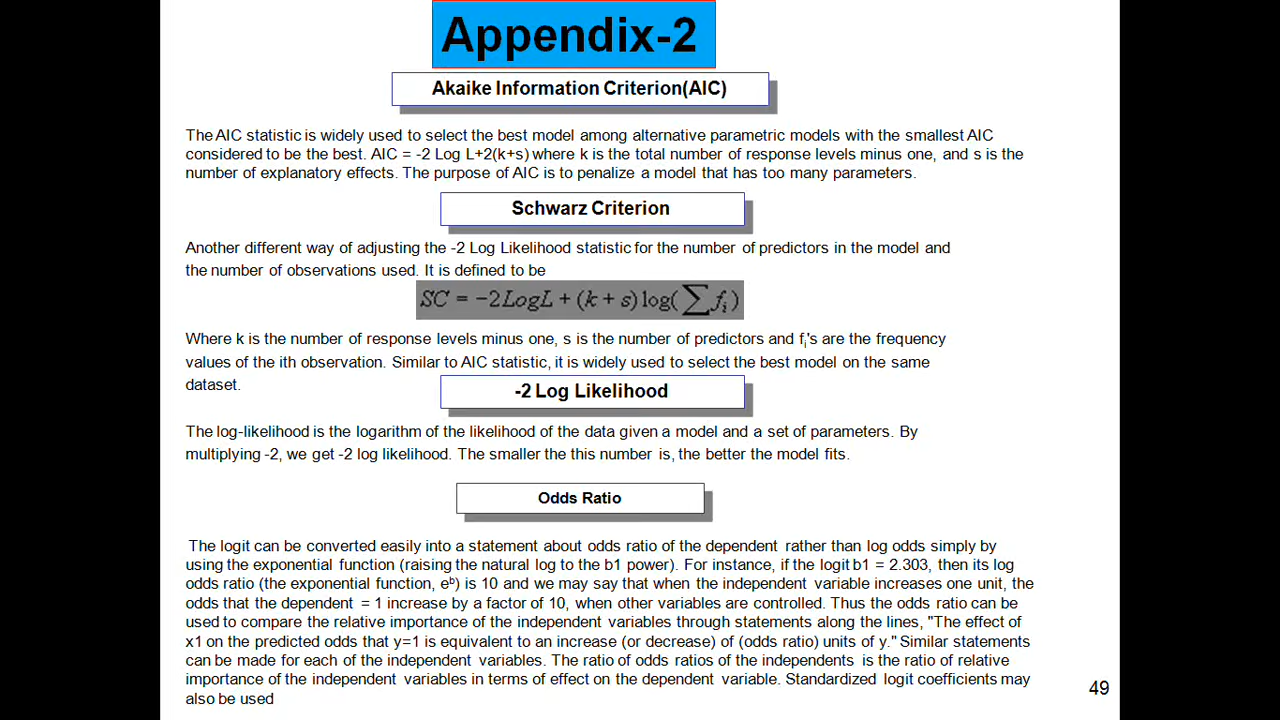 Appendix-2
Akaike Information Criterion(AIC)
The AIC statistic is widely used to select the best model among alternative parametric models with the smallest AIC
considered to be the best. AIC = -2 Log L+2(k+s) where k is the total number of response levels minus one, and s is the
number of explanatory effects. The purpose of AIC is to penalize a model that has too many parameters.
Schwarz Criterion
Another different way of adjusting the -2 Log Likelihood statistic for the number of predictors in the model and
the number of observations used. It is defined to be
SC = −2LogL + (k + s)log(∑ fᵢ)
Where k is the number of response levels minus one, s is the number of predictors and fᵢ's are the frequency
values of the ith observation. Similar to AIC statistic, it is widely used to select the best model on the same
dataset.
-2 Log Likelihood
The log-likelihood is the logarithm of the likelihood of the data given a model and a set of parameters. By
multiplying -2, we get -2 log likelihood. The smaller the this number is, the better the model fits.
Odds Ratio
The logit can be converted easily into a statement about odds ratio of the dependent rather than log odds simply by
using the exponential function (raising the natural log to the b1 power). For instance, if the logit b1 = 2.303, then its log
odds ratio (the exponential function, eᵇ) is 10 and we may say that when the independent variable increases one unit, the
odds that the dependent = 1 increase by a factor of 10, when other variables are controlled. Thus the odds ratio can be
used to compare the relative importance of the independent variables through statements along the lines, "The effect of
x1 on the predicted odds that y=1 is equivalent to an increase (or decrease) of (odds ratio) units of y." Similar statements
can be made for each of the independent variables. The ratio of odds ratios of the independents is the ratio of relative
importance of the independent variables in terms of effect on the dependent variable. Standardized logit coefficients may
also be used
49